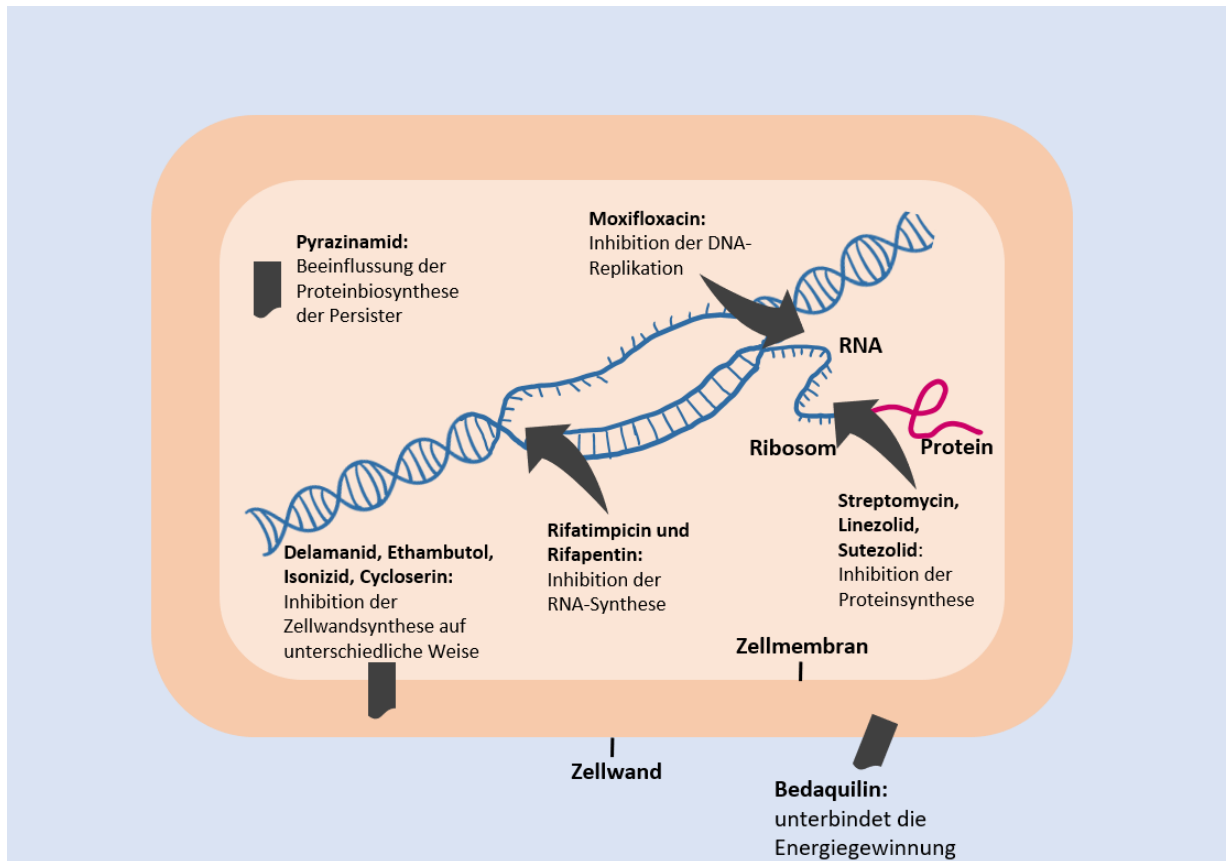 Pyrazinamid:
Beeinflussung der
Proteinbiosynthese
der Persister
Moxifloxacin:
Inhibition der DNA-
Replikation
RNA
Ribosom
Protein
Delamanid, Ethambutol,
Isonizid, Cycloserin:
Inhibition der
Zellwandsynthese auf
unterschiedliche Weise
Rifatimpicin und
Rifapentin:
Inhibition der
RNA-Synthese
Streptomycin,
Linezolid,
Sutezolid:
Inhibition der
Proteinsynthese
Zellmembran
Zellwand
Bedaquilin:
unterbindet die
Energiegewinnung